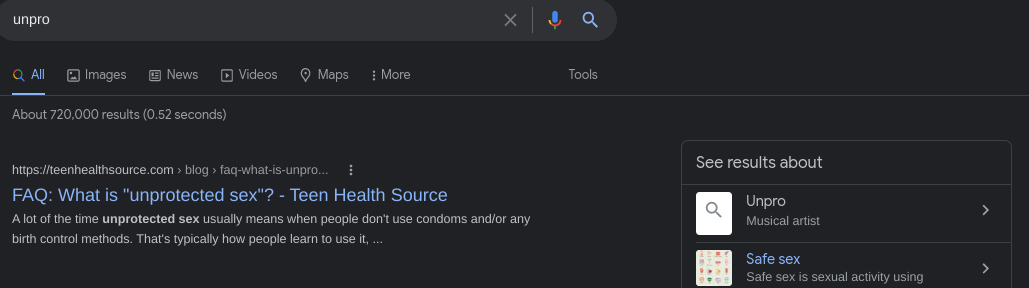 unpro
All
Images
News
Videos
Maps
More
Tools
About 720,000 results (0.52 seconds)
https://teenhealthsource.com › blog › faq-what-is-unpro...
FAQ: What is "unprotected sex"? - Teen Health Source
A lot of the time unprotected sex usually means when people don't use condoms and/or any
birth control methods. That's typically how people learn to use it, ...
See results about
Unpro
Musical artist
Safe sex
Safe sex is sexual activity using